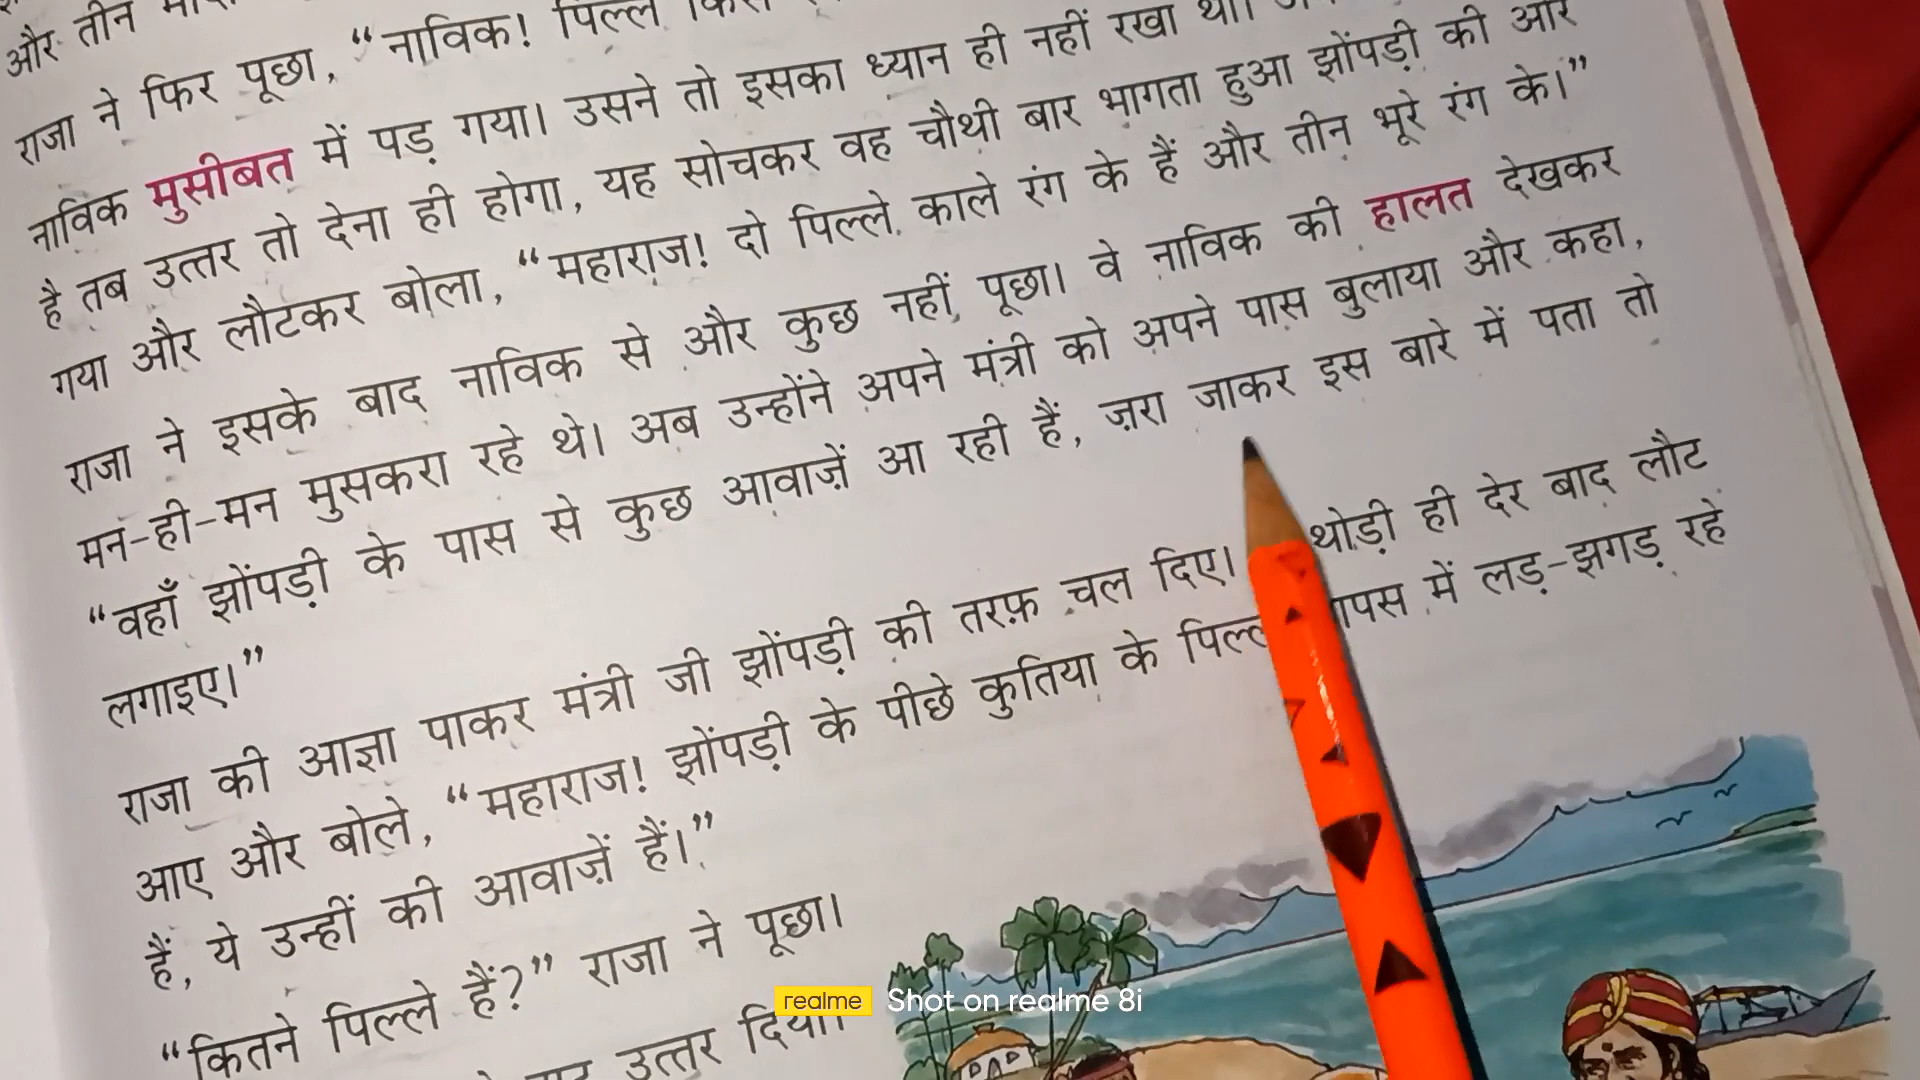 और तीन
राजा ने फिर पूछा, “नाविक! पिल्ले किस
नाविक मुसीबत में पड़ गया। उसने तो इसका ध्यान ही नहीं रखा था।
है तब उत्तर तो देना ही होगा, यह सोचकर वह चौथी बार भागता हुआ झोंपड़ी की ओर
गया और लौटकर बोला, “महाराज! दो पिल्ले काले रंग के हैं और तीन भूरे रंग के।”
राजा ने इसके बाद नाविक से और कुछ नहीं पूछा। वे नाविक की हालत देखकर
मन-ही-मन मुसकरा रहे थे। अब उन्होंने अपने मंत्री को अपने पास बुलाया और कहा,
“वहाँ झोंपड़ी के पास से कुछ आवाज़ें आ रही हैं, ज़रा जाकर इस बारे में पता तो
लगाइए।”
राजा की आज्ञा पाकर मंत्री जी झोंपड़ी की तरफ़ चल दिए। थोड़ी ही देर बाद लौट
आए और बोले, “महाराज! झोंपड़ी के पीछे कुतिया के पिल्ले आपस में लड़-झगड़ रहे
हैं, ये उन्हीं की आवाज़ें हैं।”
“कितने पिल्ले हैं?” राजा ने पूछा।
उत्तर दिया।
realme Shot on realme 8i